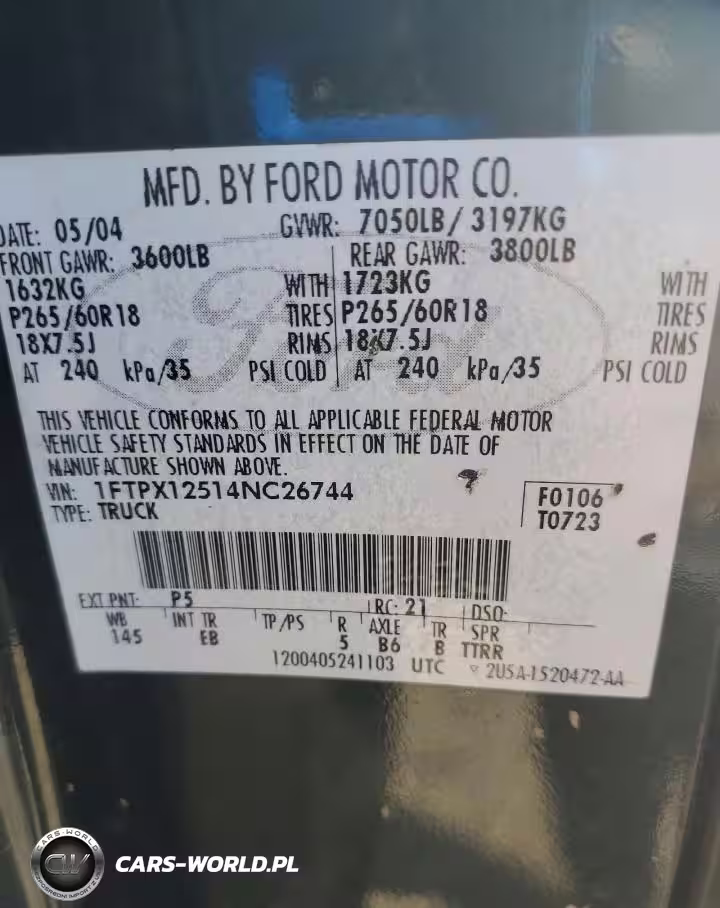 MFD. BY FORD MOTOR CO.
DATE: 05/04 GVWR: 7050LB/ 3197KG
FRONT GAWR: 3600LB REAR GAWR: 3800LB
1632KG WITH 1723KG WITH
P265/60R18 TIRES P265/60R18 TIRES
18X7.5J RIMS 18X7.5J RIMS
AT 240 kPa/35 PSI COLD AT 240 kPa/35 PSI COLD
THIS VEHICLE CONFORMS TO ALL APPLICABLE FEDERAL MOTOR
VEHICLE SAFETY STANDARDS IN EFFECT ON THE DATE OF
MANUFACTURE SHOWN ABOVE.
VIN: 1FTPX12514NC26744
TYPE: TRUCK
F0106
T0723
EXT PNT: P5 RC: 21 DSO:
WB INT TR TP/PS R AXLE TR SPR
145 EB 5 B6 B TTRR
1200405241103 UTC 2U5A-1520472-AA
Ford
CARS-WORLD
CW
CARS-WORLD.PL